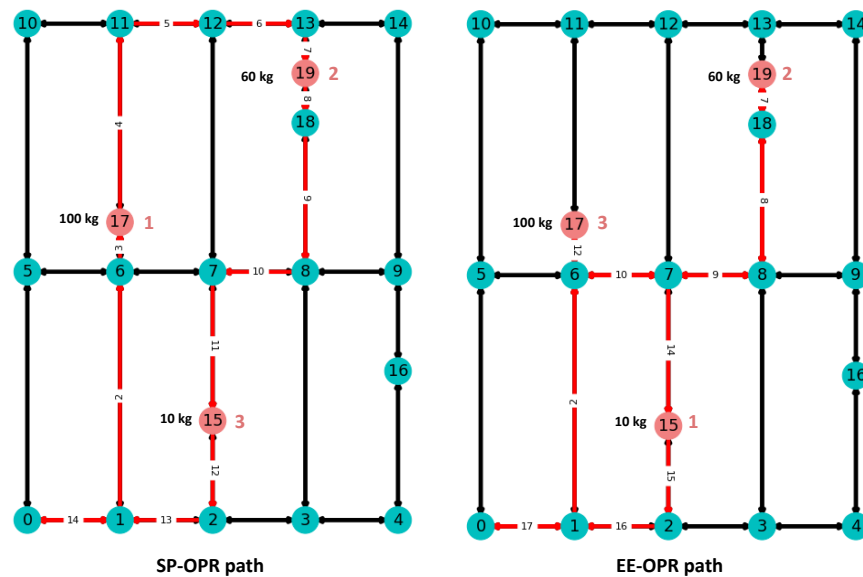 10 11 5 12 6 13 14
7
60 kg 19 2
8
18
4
100 kg 17 1
3
9
5 6 7 10 8 9
11
16
2
10 kg 15 3
12
0 14 1 13 2 3 4
SP-OPR path
10 11 12 13 14
60 kg 19 2
7
18
100 kg 17 3
12
8
5 6 10 7 9 8 9
14
16
2
10 kg 15 1
15
0 17 1 16 2 3 4
EE-OPR path